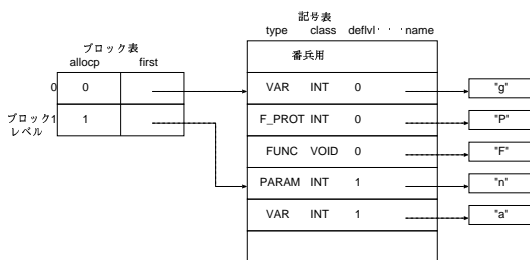 ブロック表
allocp first
0 0
ブロック1 1
レベル
記号表
type class deflvl ・・・ name
番兵用
VAR INT 0 "g"
F_PROT INT 0 "P"
FUNC VOID 0 "F"
PARAM INT 1 "n"
VAR INT 1 "a"